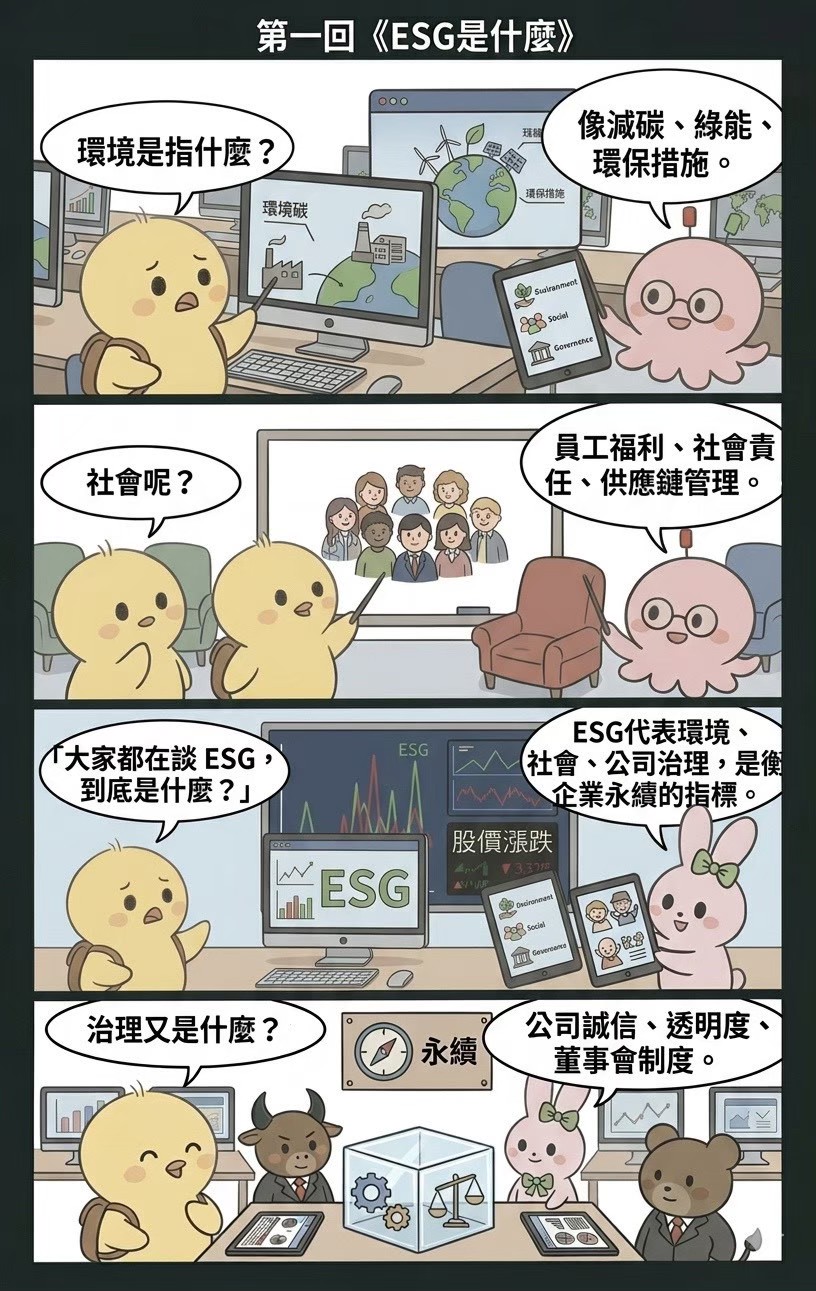 第一回《ESG是什麼》
環境是指什麼？
像減碳、綠能、
環保措施。
環境碳
環保措施
Social
社會呢？
員工福利、社會責
任、供應鏈管理。
「大家都在談 ESG，
到底是什麼？」
ESG代表環境、
社會、公司治理，是衡
企業永續的指標。
ESG
股價漲跌
ESG
Social
治理又是什麼？
永續
公司誠信、透明度、
董事會制度。